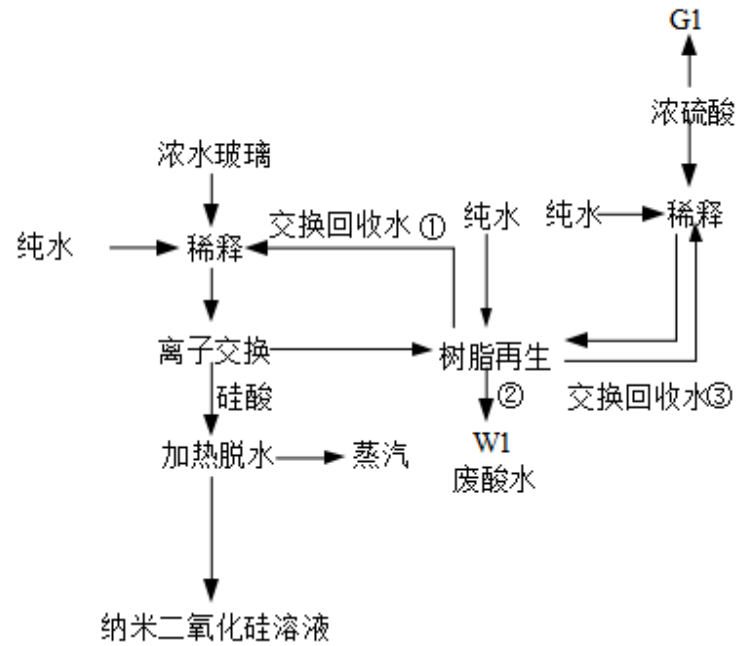 G1
浓硫酸
浓水玻璃
纯水
稀释
交换回收水①
纯水
纯水
稀释
离子交换
树脂再生
硅酸
②
交换回收水③
加热脱水
蒸汽
W1
废酸水
纳米二氧化硅溶液